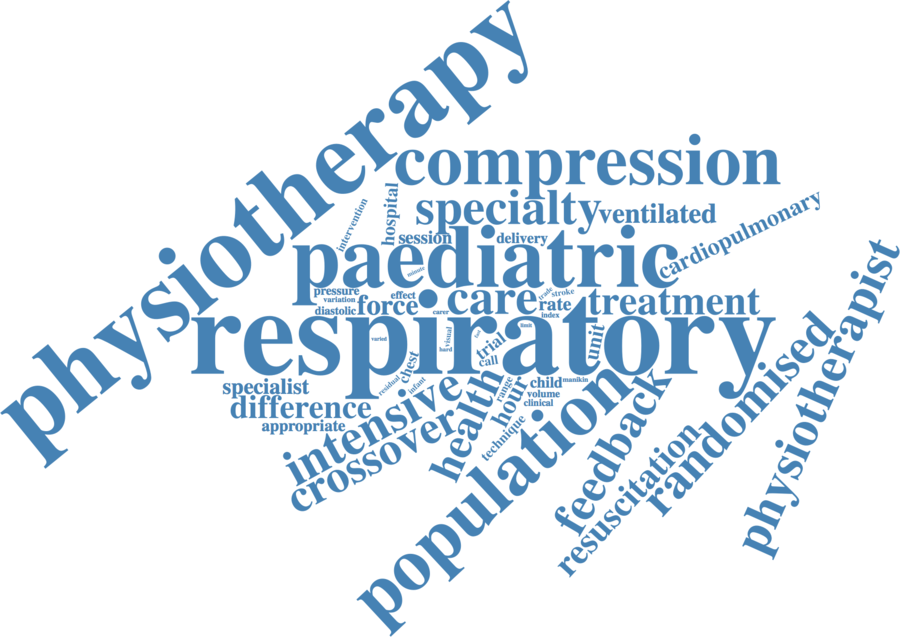 physiotherapy
compression
specialty
ventilated
intervention
hospital
session
delivery
cardiopulmonary
paediatric
minute
pressure
variation
effect
care
trade
stroke
treatment
diastolic
force
carer
rate
index
respiratory
physiotherapist
varied
visual
hard
trial
call
unit
randomised
specialist
residual
chest
infant
range
child
manikin
volume
clinical
difference
intensive
health
hour
population
feedback
appropriate
crossover
technique
resuscitation